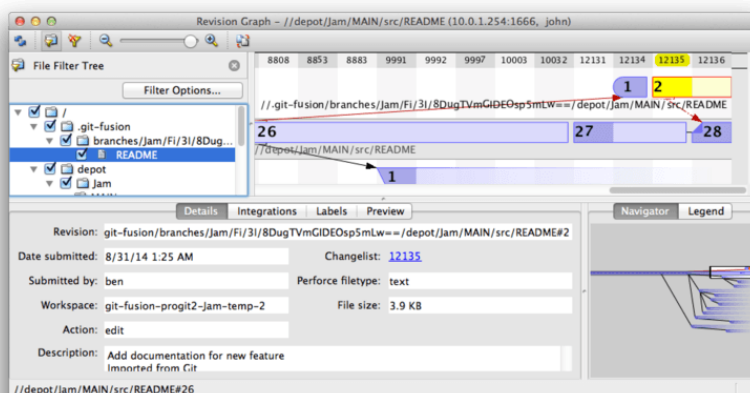 Revision Graph - //depot/Jam/MAIN/src/README (10.0.1.254:1666, john)
File Filter Tree
Filter Options...
/
.git-fusion
branches/Jam/Fi/3I/8Dug...
README
depot
Jam
8808 8853 8883 9991 9992 9997 10003 10032 12131 12134 12135 12136
1 2
//.git-fusion/branches/Jam/Fi/3I/8DugTVmGIDEOsp5mLw==/depot/Jam/MAIN/src/README
26 27 28
//depot/Jam/MAIN/src/README
1
Details Integrations Labels Preview
Revision: git-fusion/branches/Jam/Fi/3I/8DugTVmGIDEOsp5mLw==/depot/Jam/MAIN/src/README#2
Date submitted: 8/31/14 1:25 AM Changelist: 12135
Submitted by: ben Perforce filetype: text
Workspace: git-fusion-progit2-Jam-temp-2 File size: 3.9 KB
Action: edit
Description: Add documentation for new feature
Imported from Git
Navigator Legend
//depot/Jam/MAIN/src/README#26